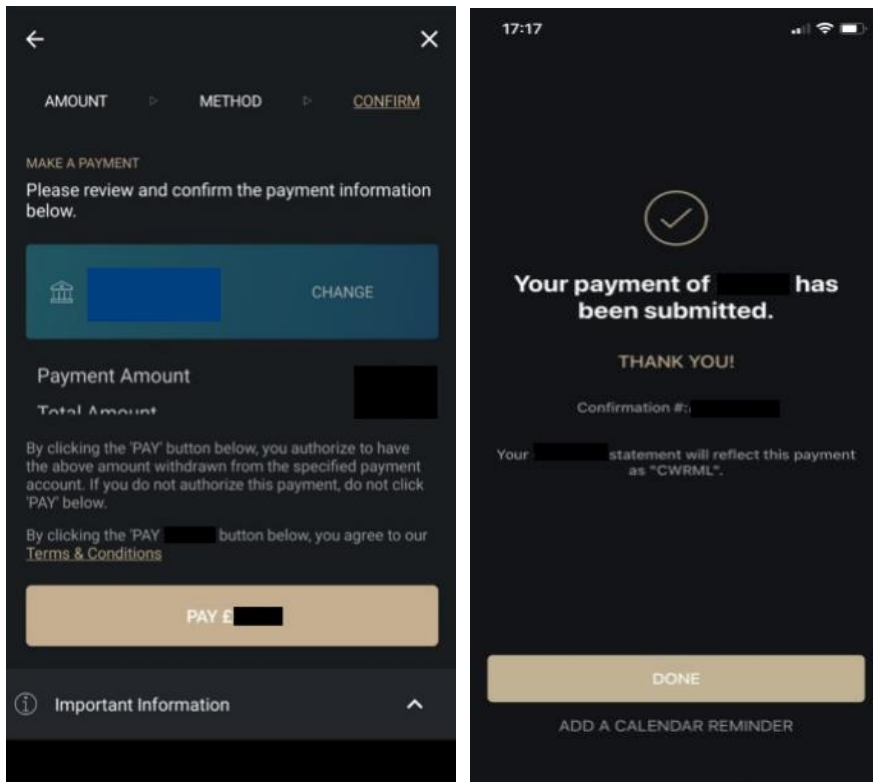 AMOUNT METHOD CONFIRM
MAKE A PAYMENT
Please review and confirm the payment information
below.
CHANGE
Payment Amount
Total Amount
By clicking the 'PAY' button below, you authorize to have
the above amount withdrawn from the specified payment
account. If you do not authorize this payment, do not click
'PAY' below.
By clicking the 'PAY button below, you agree to our
Terms & Conditions
PAY £
Important Information
17:17
Your payment of has
been submitted.
THANK YOU!
Confirmation #:
Your statement will reflect this payment
as "CWRML".
DONE
ADD A CALENDAR REMINDER